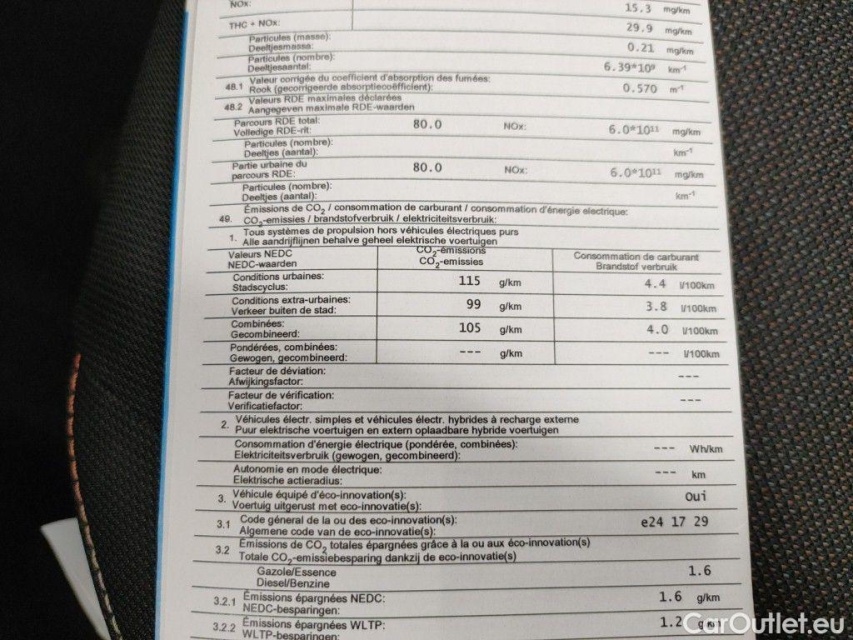 NOx: 15.3 mg/km
THC + NOx: 29.9 mg/km
Particules (masse): 0.21 mg/km
Deeltjesmasse:
Particules (nombre): 6.39*10⁹ km⁻¹
Deeltjesaantal:
48.1 Valeur corrigée du coefficient d'absorption des fumées: 0.570 m⁻¹
Rook (gecorrigeerde absorptiecoëfficient):
48.2 Valeurs RDE maximales déclarées
Aangegeven maximale RDE-waarden
Parcours RDE total: 80.0 NOx: 6.0*10¹¹ mg/km
Volledige RDE-rit:
Particules (nombre): km⁻¹
Deeltjes (aantal):
Partie urbaine du 80.0 NOx: 6.0*10¹¹ mg/km
parcours RDE:
Particules (nombre): km⁻¹
Deeltjes (aantal):
49. Émissions de CO₂ / consommation de carburant / consommation d'énergie electrique:
CO₂-emissies / brandstofverbruik / elektriciteitsverbruik:
1. Tous systèmes de propulsion hors véhicules électriques purs
Alle aandrijflijnen behalve geheel elektrische voertuigen
Valeurs NEDC CO₂-émissions Consommation de carburant
NEDC-waarden CO₂-emissies Brandstof verbruik
Conditions urbaines: 115 g/km 4.4 l/100km
Stadscyclus:
Conditions extra-urbaines: 99 g/km 3.8 l/100km
Verkeer buiten de stad:
Combinées: 105 g/km 4.0 l/100km
Gecombineerd:
Pondérées, combinées: --- g/km --- l/100km
Gewogen, gecombineerd:
Facteur de déviation: ---
Afwijkingsfactor:
Facteur de vérification: ---
Verificatiefactor:
2. Véhicules électr. simples et véhicules électr. hybrides à recharge externe
Puur elektrische voertuigen en extern oplaadbare hybride voertuigen
Consommation d'énergie électrique (pondérée, combinées): --- Wh/km
Elektriciteitsverbruik (gewogen, gecombineerd):
Autonomie en mode électrique: --- km
Elektrische actieradius:
3. Véhicule équipé d'éco-innovation(s): Oui
Voertuig uitgerust met eco-innovatie(s):
3.1 Code géneral de la ou des eco-innovation(s): e24 17 29
Algemene code van de eco-innovatie(s):
3.2 Émissions de CO₂ totales épargnées grâce à la ou aux éco-innovation(s)
Totale CO₂-emissiebesparing dankzij de eco-innovatie(s)
Gazole/Essence 1.6
Diesel/Benzine
3.2.1 Émissions épargnées NEDC: 1.6 g/km
NEDC-besparingen:
3.2.2 Émissions épargnées WLTP: 1.2 g/km
WLTP-besparingen:
CarOutlet.eu